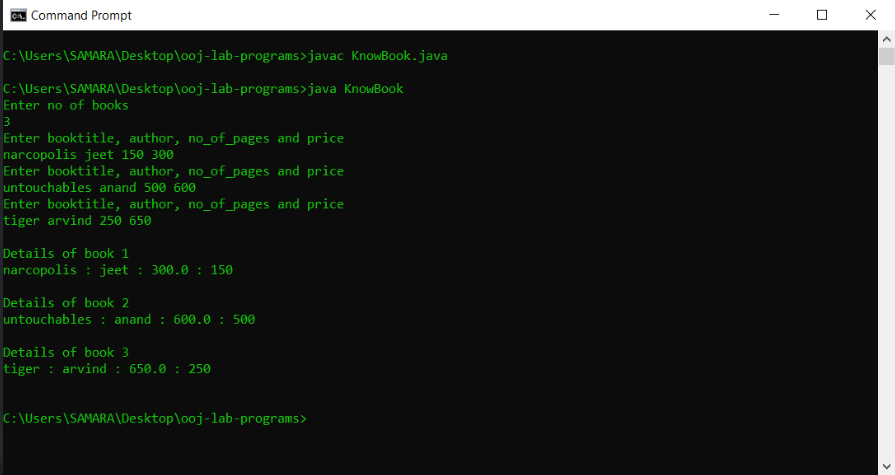 Command Prompt
C:\Users\SAMARA\Desktop\ooj-lab-programs>javac KnowBook.java
C:\Users\SAMARA\Desktop\ooj-lab-programs>java KnowBook
Enter no of books
3
Enter booktitle, author, no_of_pages and price
narcopolis jeet 150 300
Enter booktitle, author, no_of_pages and price
untouchables anand 500 600
Enter booktitle, author, no_of_pages and price
tiger arvind 250 650
Details of book 1
narcopolis : jeet : 300.0 : 150
Details of book 2
untouchables : anand : 600.0 : 500
Details of book 3
tiger : arvind : 650.0 : 250
C:\Users\SAMARA\Desktop\ooj-lab-programs>